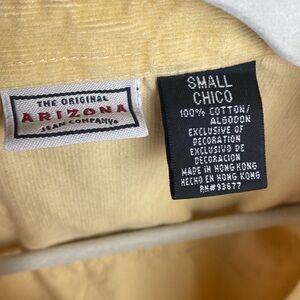 THE ORIGINAL
ARIZONA
JEAN COMPANY®
SMALL
CHICO
100% COTTON/
ALGODON
EXCLUSIVE OF
DECORATION
EXCLUSIVO DE
DECORACION
MADE IN HONG KONG
HECHO EN HONG KONG
RN#93677